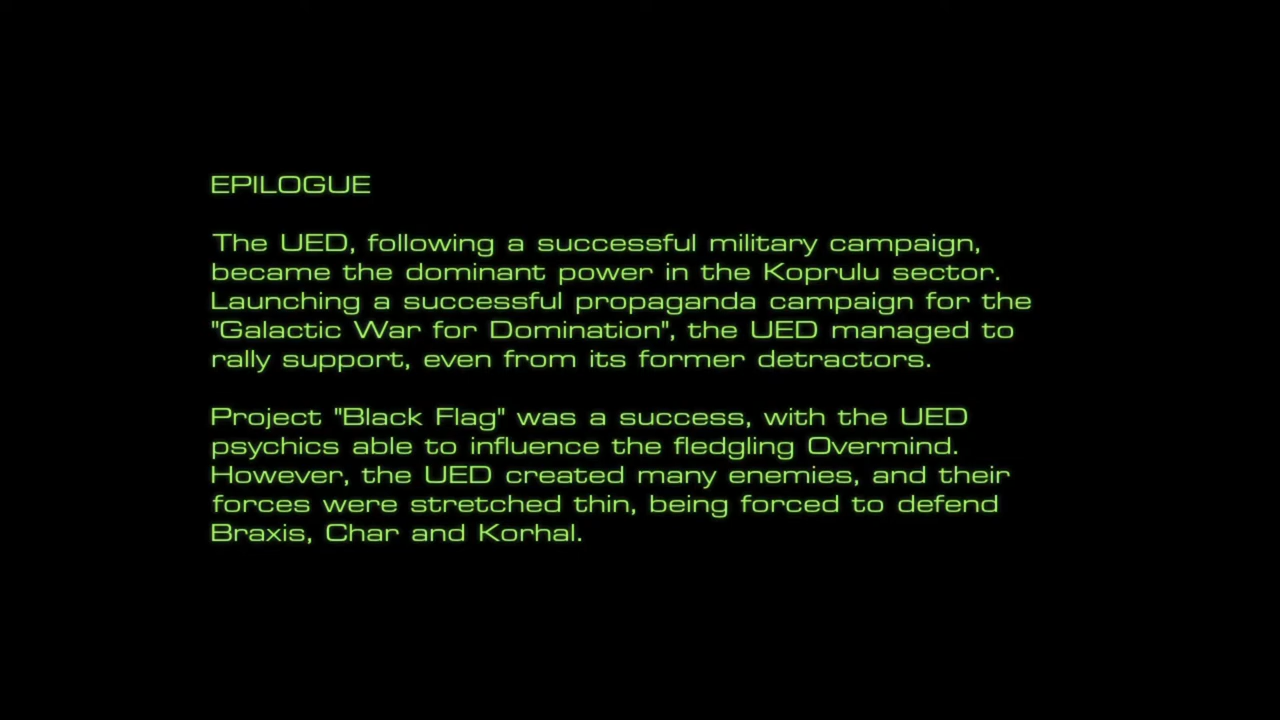 EPILOGUE
The UED, following a successful military campaign,
became the dominant power in the Koprulu sector.
Launching a successful propaganda campaign for the
"Galactic War for Domination", the UED managed to
rally support, even from its former detractors.
Project "Black Flag" was a success, with the UED
psychics able to influence the fledgling Overmind.
However, the UED created many enemies, and their
forces were stretched thin, being forced to defend
Braxis, Char and Korhal.